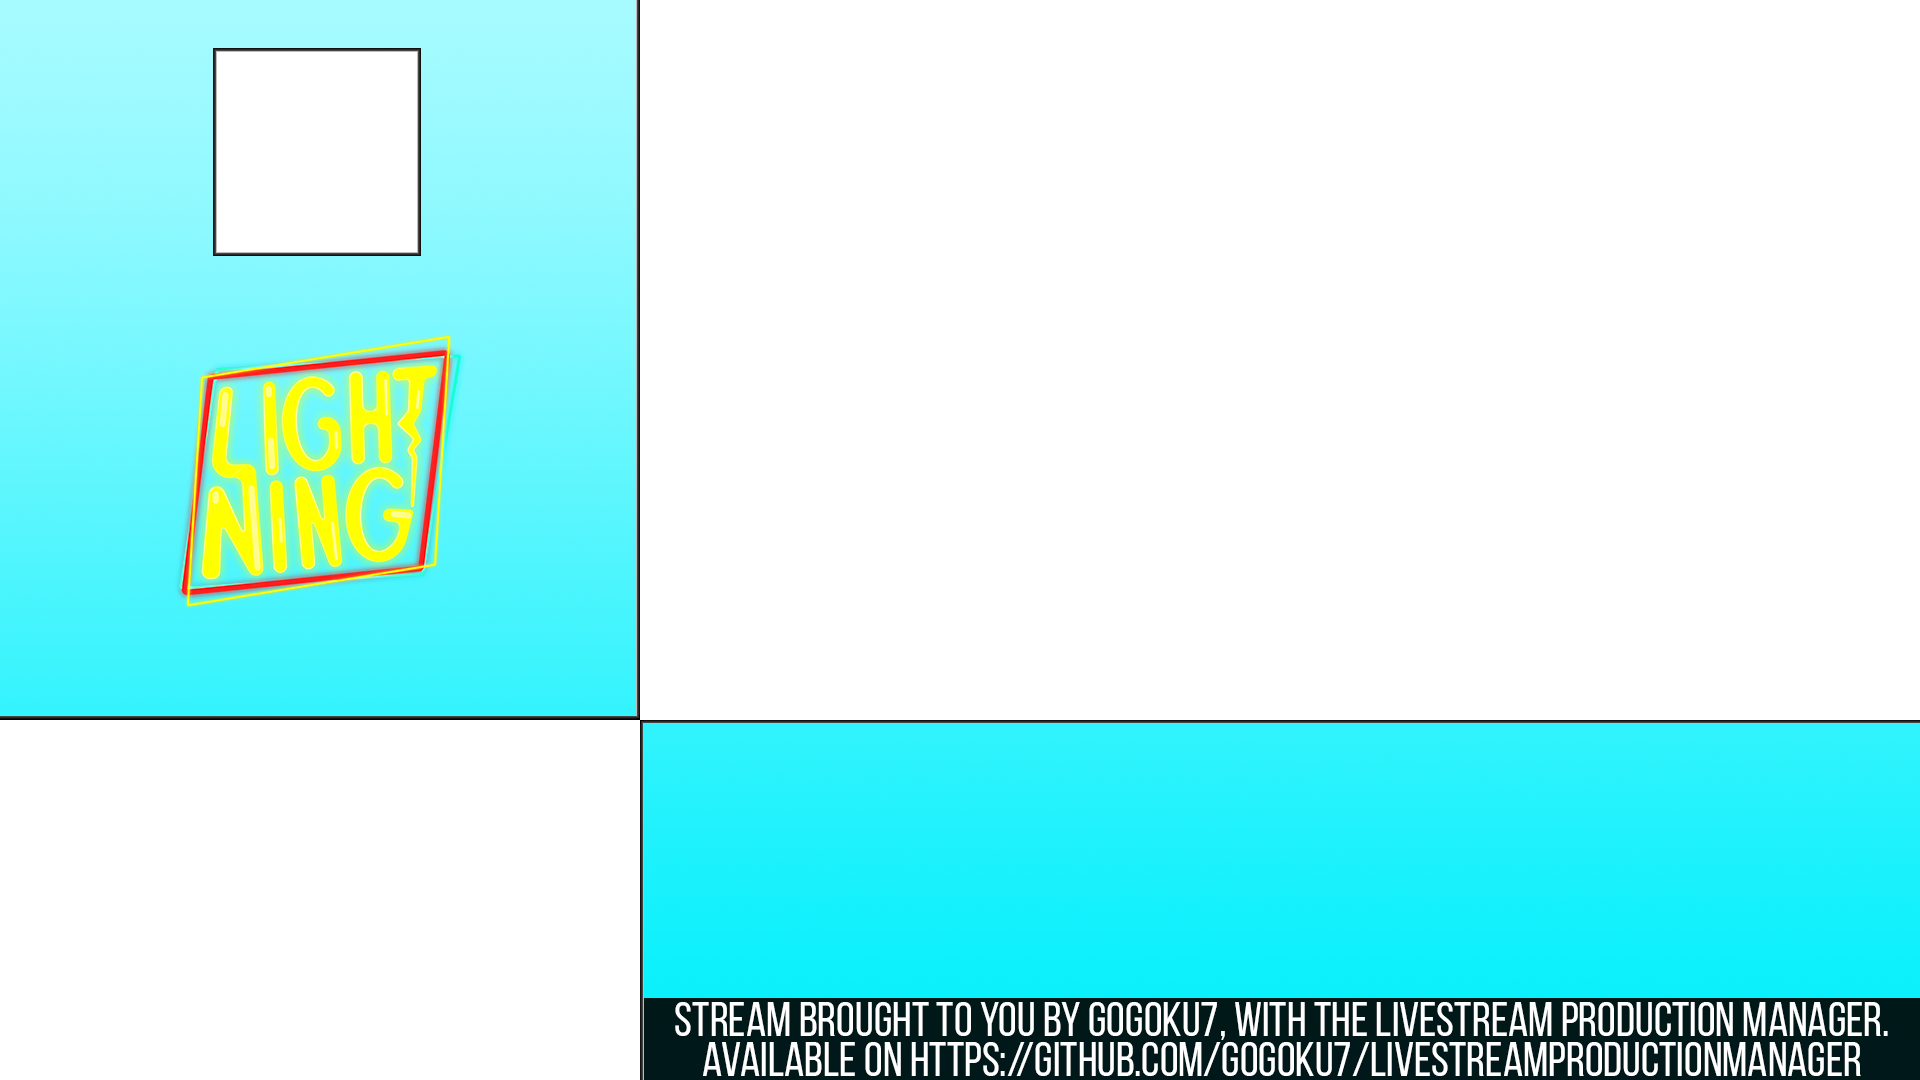 LIGHT
NING
STREAM BROUGHT TO YOU BY GOGOKU7, WITH THE LIVESTREAM PRODUCTION MANAGER.
AVAILABLE ON HTTPS://GITHUB.COM/GOGOKU7/LIVESTREAMPRODUCTIONMANAGER